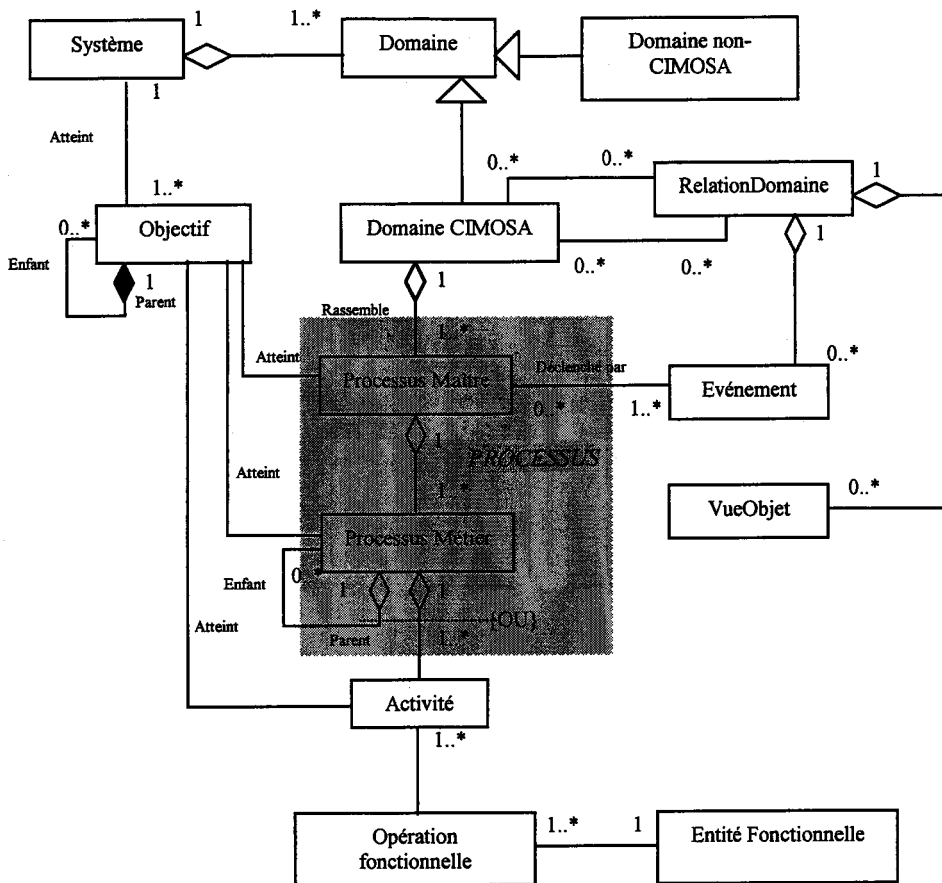 1
1..*
Système
Domaine
Domaine non-
CIMOSA
1
Atteint
0..*
0..*
RelationDomaine
1
1..*
0..*
Objectif
Domaine CIMOSA
1
Enfant
1
Parent
1
0..*
0..*
Rassemble
1..*
Atteint
Déclenché par
0..*
Processus Maître
Evénement
0..*
1..*
1
PROCESSUS
Atteint
1..*
VueObjet
0..*
Processus Métier
Enfant
0..*
1
1
Atteint
Parent
1..*
{OU}
Activité
1..*
Opération
fonctionnelle
1..*
1
Entité Fonctionnelle